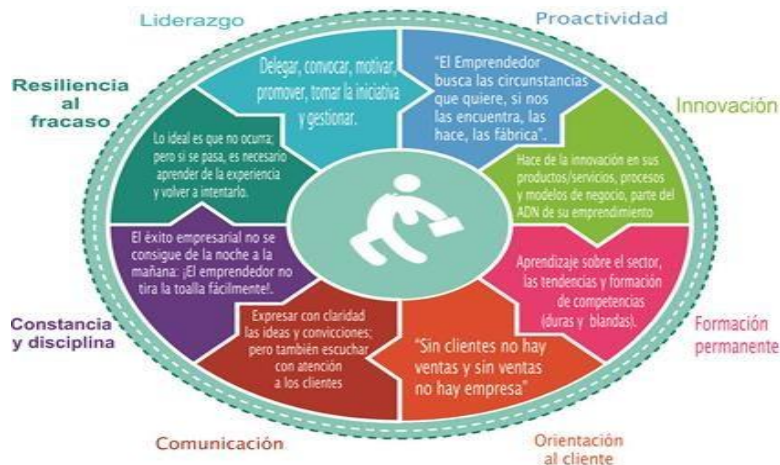 Liderazgo
Delegar, convocar, motivar,
promover, tomar la iniciativa
y gestionar.
Proactividad
"El Emprendedor
busca las circunstancias
que quiere, si nos
las encuentra, las
hace, las fábrica".
Innovación
Hace de la innovación en sus
productos/servicios, procesos
y modelos de negocio, parte del
ADN de su emprendimiento
Formación
permanente
Aprendizaje sobre el sector,
las tendencias y formación
de competencias
(duras y blandas).
Orientación
al cliente
"Sin clientes no hay
ventas y sin ventas
no hay empresa"
Comunicación
Expresar con claridad
las ideas y convicciones;
pero también escuchar
con atención
a los clientes
Constancia
y disciplina
El éxito empresarial no se
consigue de la noche a la
mañana: ¡El emprendedor no
tira la toalla fácilmente!.
Resiliencia
al
fracaso
Lo ideal es que no ocurra;
pero si se pasa, es necesario
aprender de la experiencia
y volver a intentarlo.